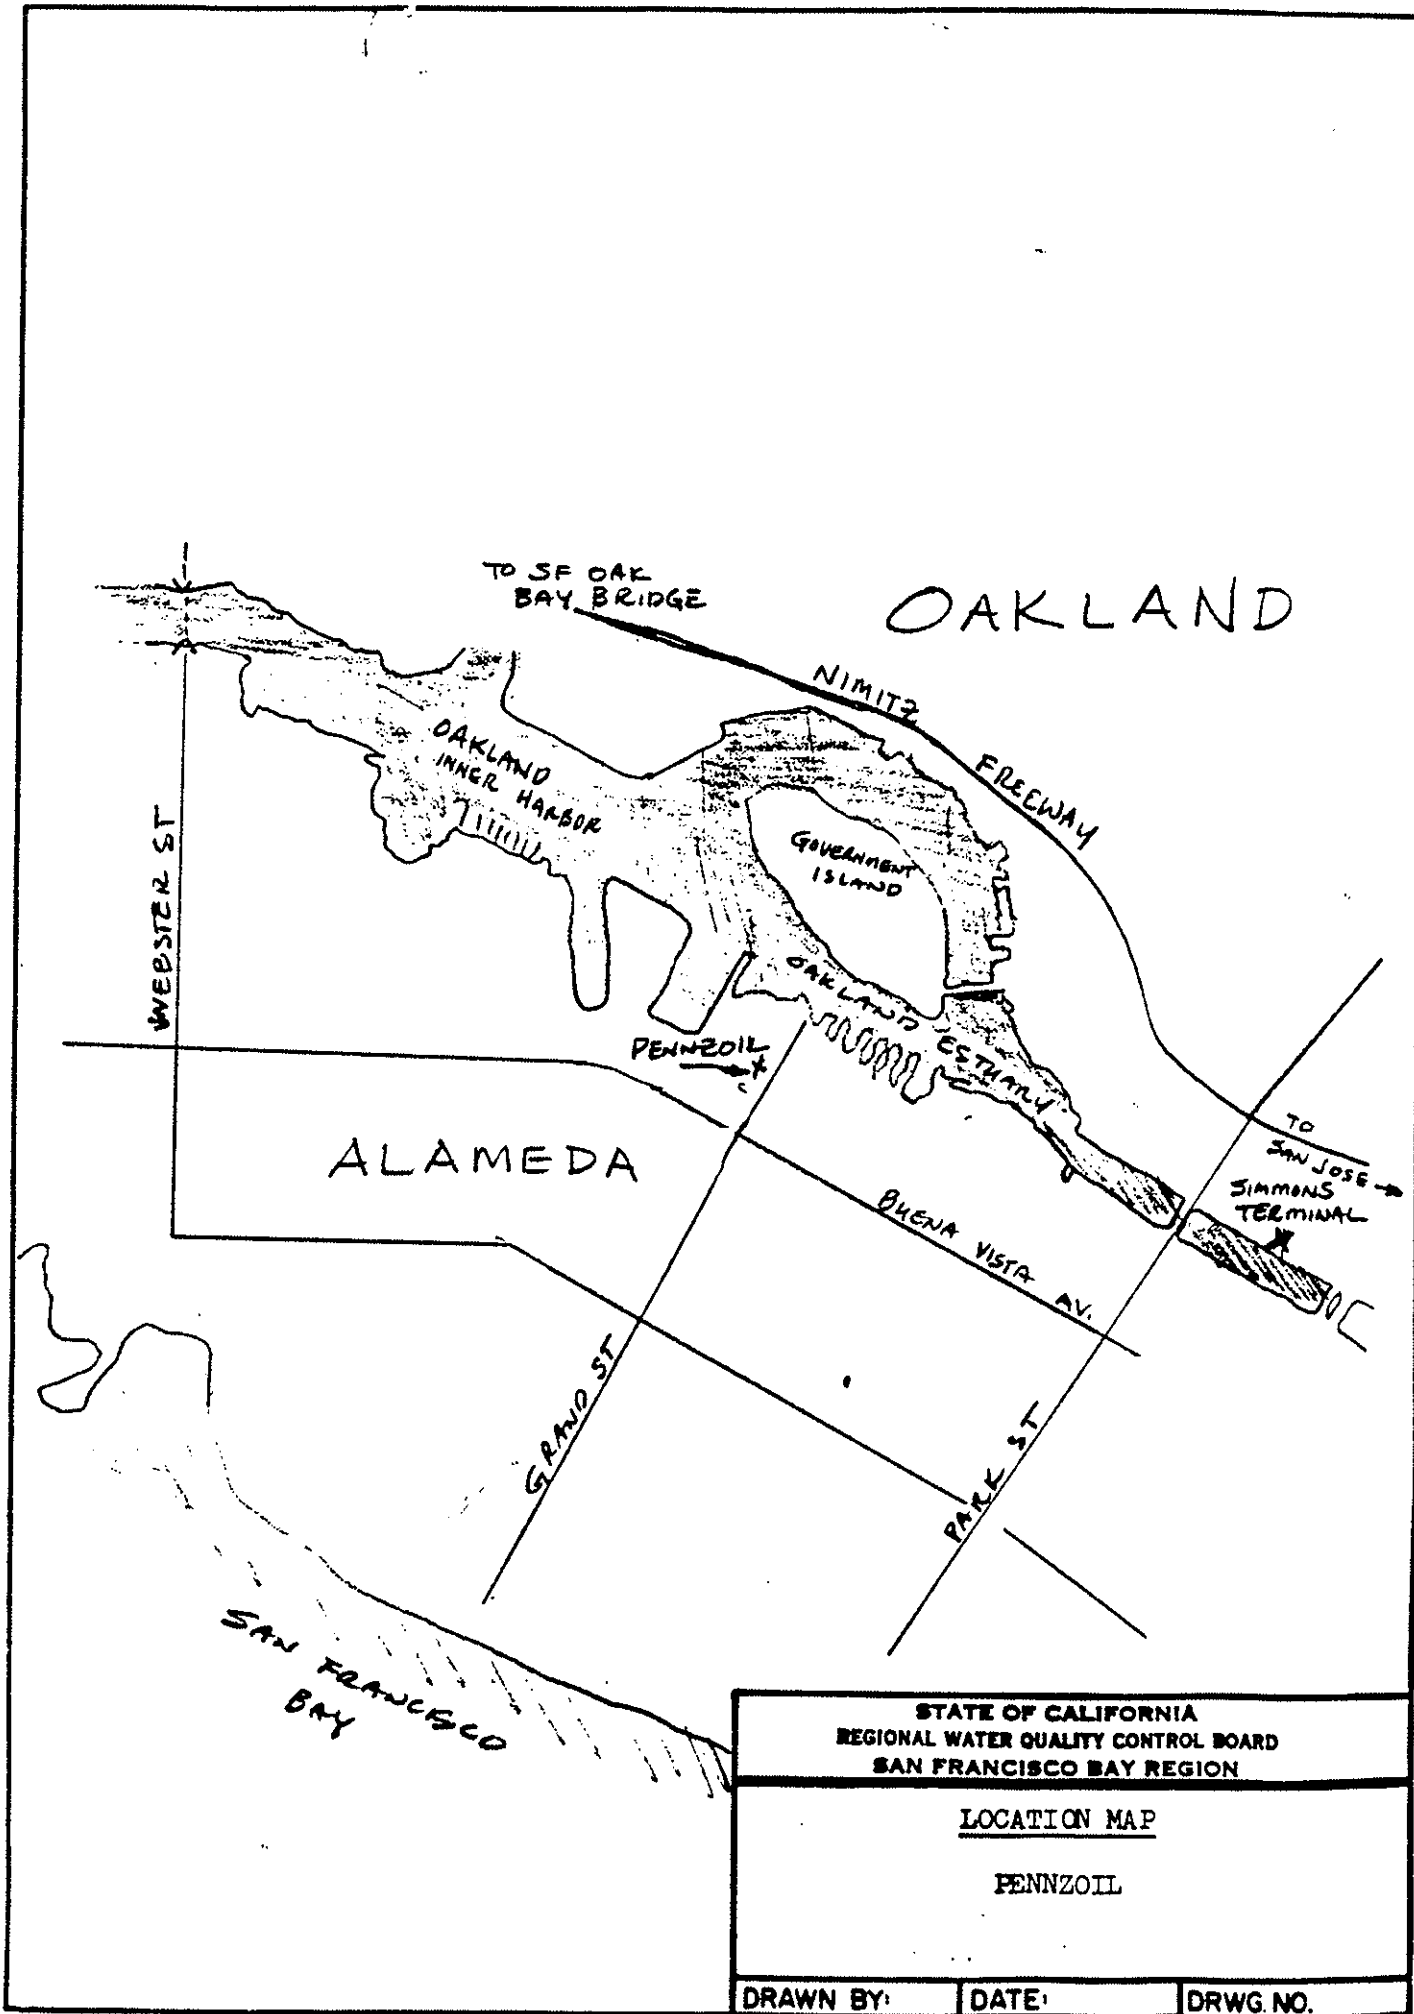 TO SF OAK
BAY BRIDGE
OAKLAND
NIMITZ
FREEWAY
OAKLAND
INNER HARBOR
GOVERNMENT
ISLAND
WEBSTER ST
OAKLAND
ESTUARY
PENNZOIL
TO
SAN JOSE
SIMMONS
TERMINAL
ALAMEDA
BUENA VISTA AV.
GRAND ST
PARK ST
SAN FRANCISCO
BAY
STATE OF CALIFORNIA
REGIONAL WATER QUALITY CONTROL BOARD
SAN FRANCISCO BAY REGION
LOCATION MAP
PENNZOIL
DRAWN BY: DATE: DRWG. NO.